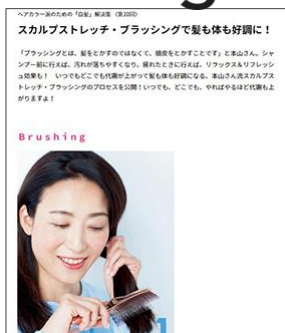 ヘアカラー派のための「白髪」解決策 〈第10回〉
スカルプストレッチ・ブラッシングで髪も体も好調に！
「ブラッシングとは、髪をとかすのではなくて、頭皮をとかすことです」と本山さん。シャ
ンプー前に行えば、汚れが落ちやすくなり、疲れたときに行えば、リラックス＆リフレッシ
ュ効果も！ いつでもどこでも代謝が上がって髪も体も好調になる、本山さん流スカルプス
トレッチ・ブラッシングのプロセスを公開！いつでも、どこでも、やればやるほど代謝も上
がりますよ！
Brushing
1